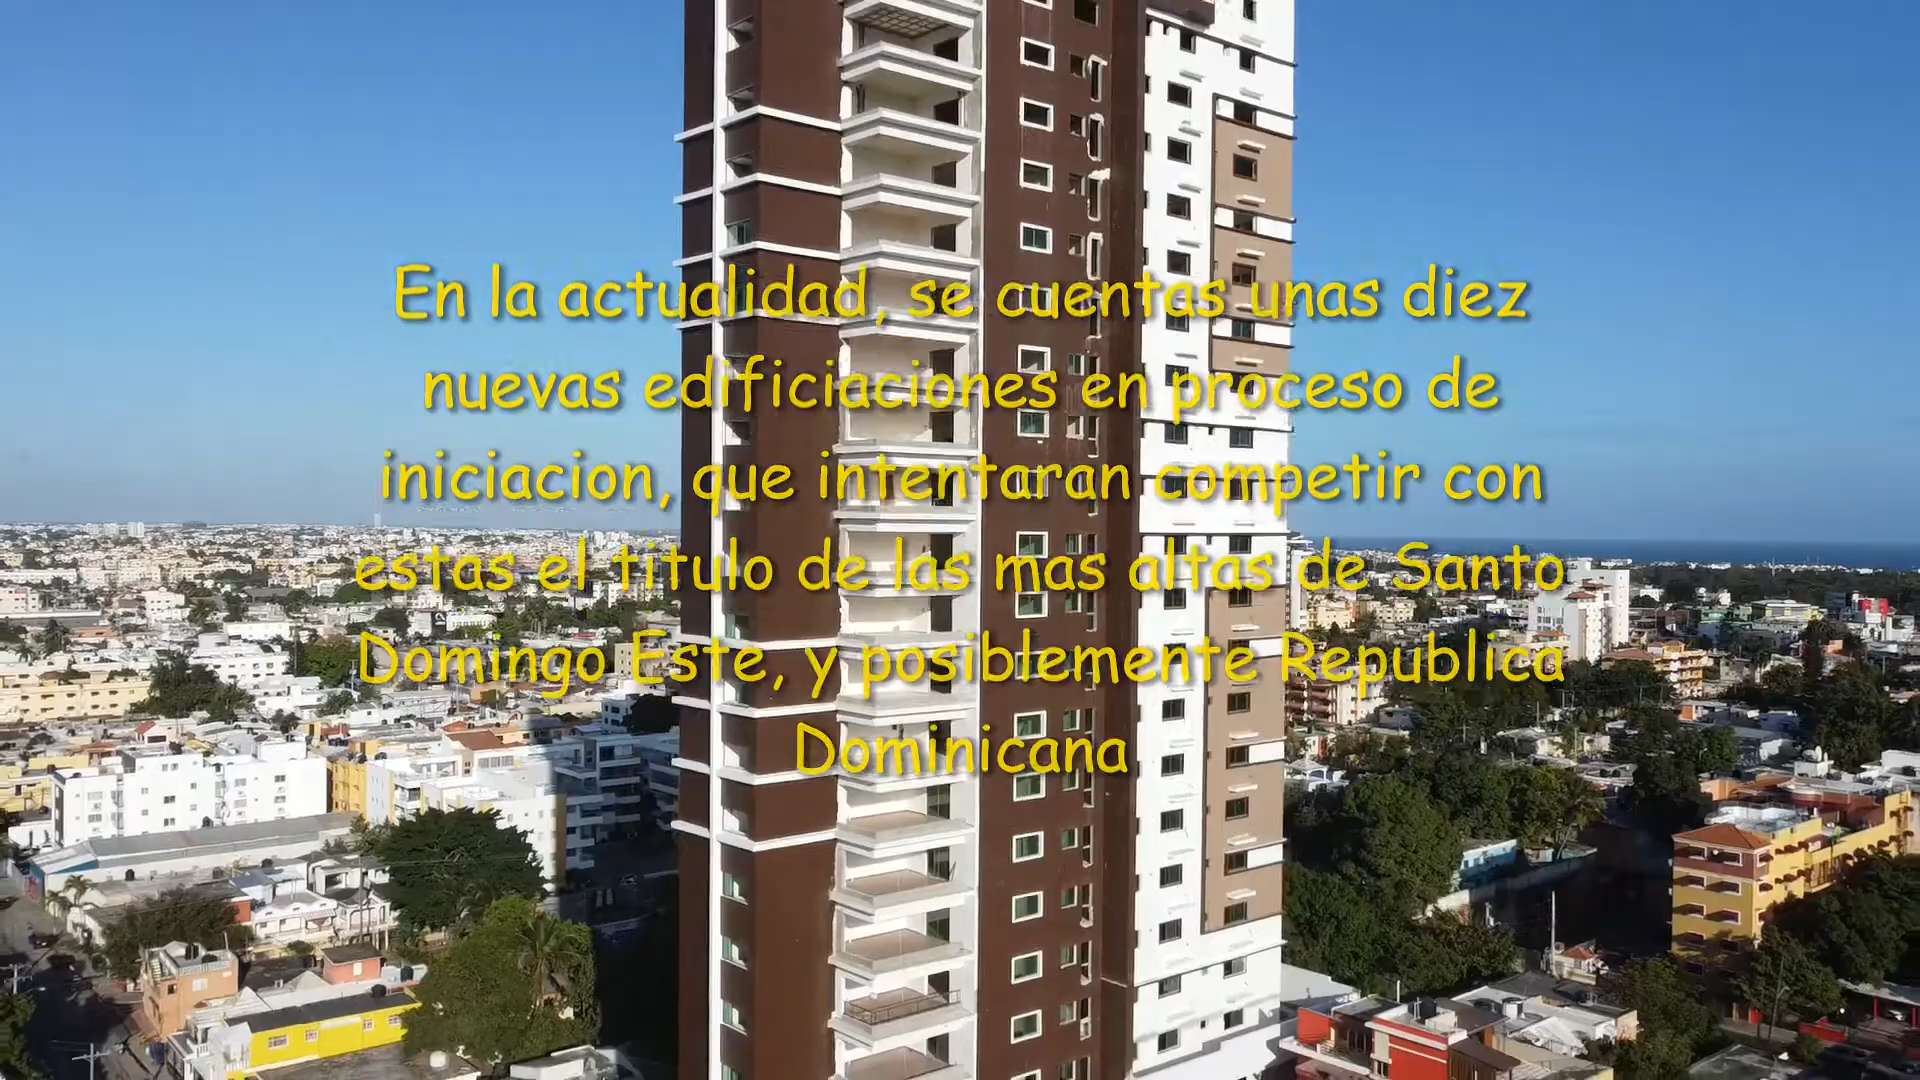 En la actualidad, se cuentas unas diez
nuevas edificiaciones en proceso de
iniciacion, que intentaran competir con
estas el titulo de las mas altas de Santo
Domingo Este, y posiblemente Republica
Dominicana